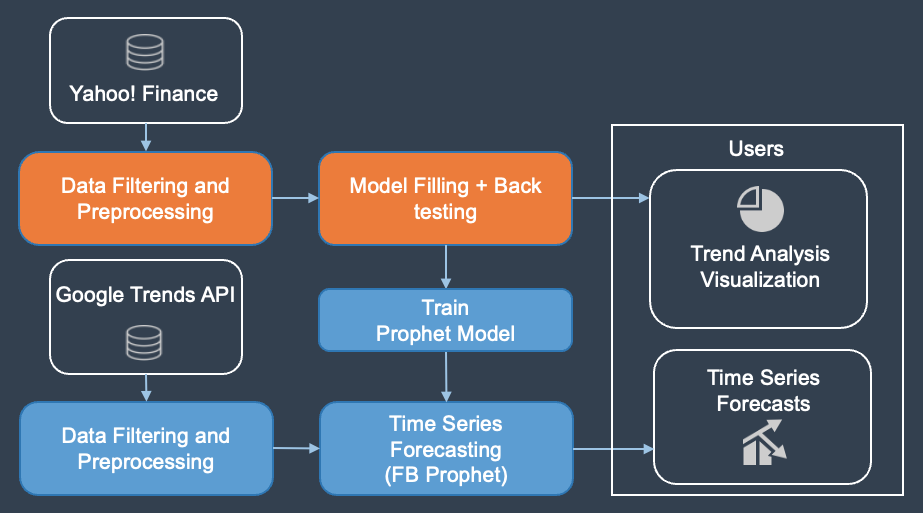 Yahoo! Finance
Data Filtering and
Preprocessing
Model Filling + Back
testing
Users
Trend Analysis
Visualization
Google Trends API
Train
Prophet Model
Time Series
Forecasts
Data Filtering and
Preprocessing
Time Series
Forecasting
(FB Prophet)